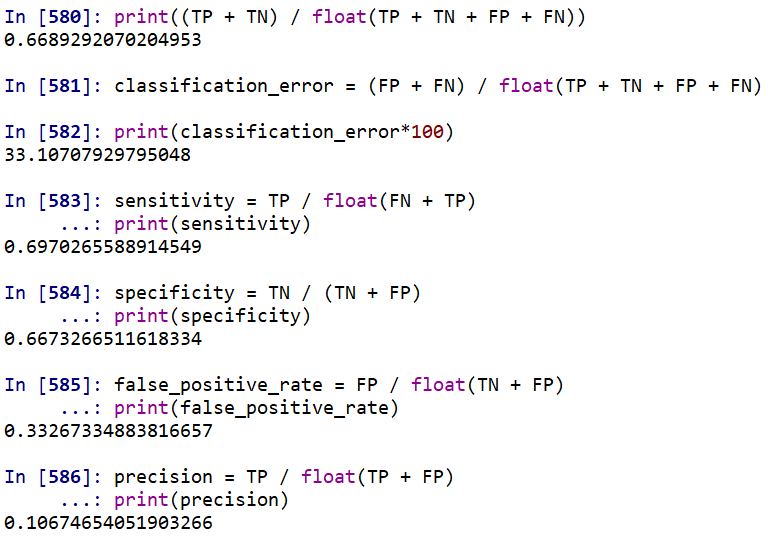 In [580]: print((TP + TN) / float(TP + TN + FP + FN))
0.6689292070204953
In [581]: classification_error = (FP + FN) / float(TP + TN + FP + FN)
In [582]: print(classification_error*100)
33.10707929795048
In [583]: sensitivity = TP / float(FN + TP)
...: print(sensitivity)
0.6970265588914549
In [584]: specificity = TN / (TN + FP)
...: print(specificity)
0.6673266511618334
In [585]: false_positive_rate = FP / float(TN + FP)
...: print(false_positive_rate)
0.33267334883816657
In [586]: precision = TP / float(TP + FP)
...: print(precision)
0.10674654051903266